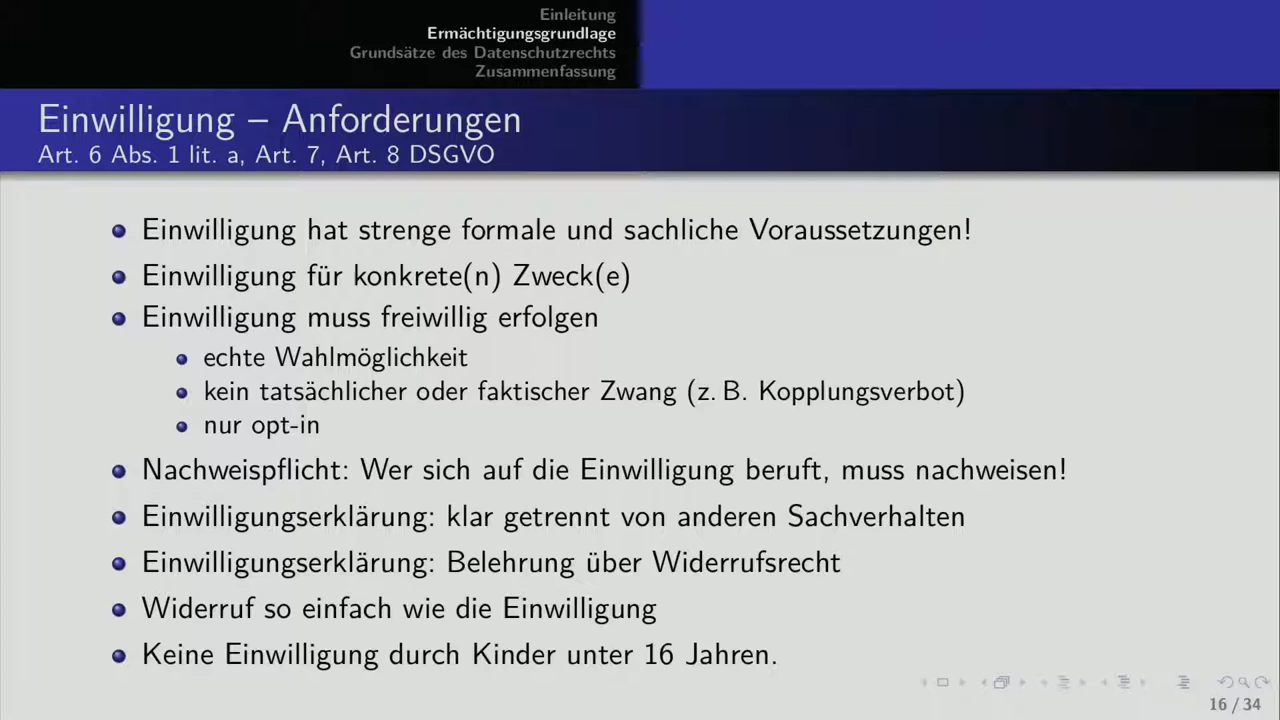 Einleitung
Ermächtigungsgrundlage
Grundsätze des Datenschutzrechts
Zusammenfassung
Einwilligung – Anforderungen
Art. 6 Abs. 1 lit. a, Art. 7, Art. 8 DSGVO
Einwilligung hat strenge formale und sachliche Voraussetzungen!
Einwilligung für konkrete(n) Zweck(e)
Einwilligung muss freiwillig erfolgen
echte Wahlmöglichkeit
kein tatsächlicher oder faktischer Zwang (z. B. Kopplungsverbot)
nur opt-in
Nachweispflicht: Wer sich auf die Einwilligung beruft, muss nachweisen!
Einwilligungserklärung: klar getrennt von anderen Sachverhalten
Einwilligungserklärung: Belehrung über Widerrufsrecht
Widerruf so einfach wie die Einwilligung
Keine Einwilligung durch Kinder unter 16 Jahren.
16 / 34